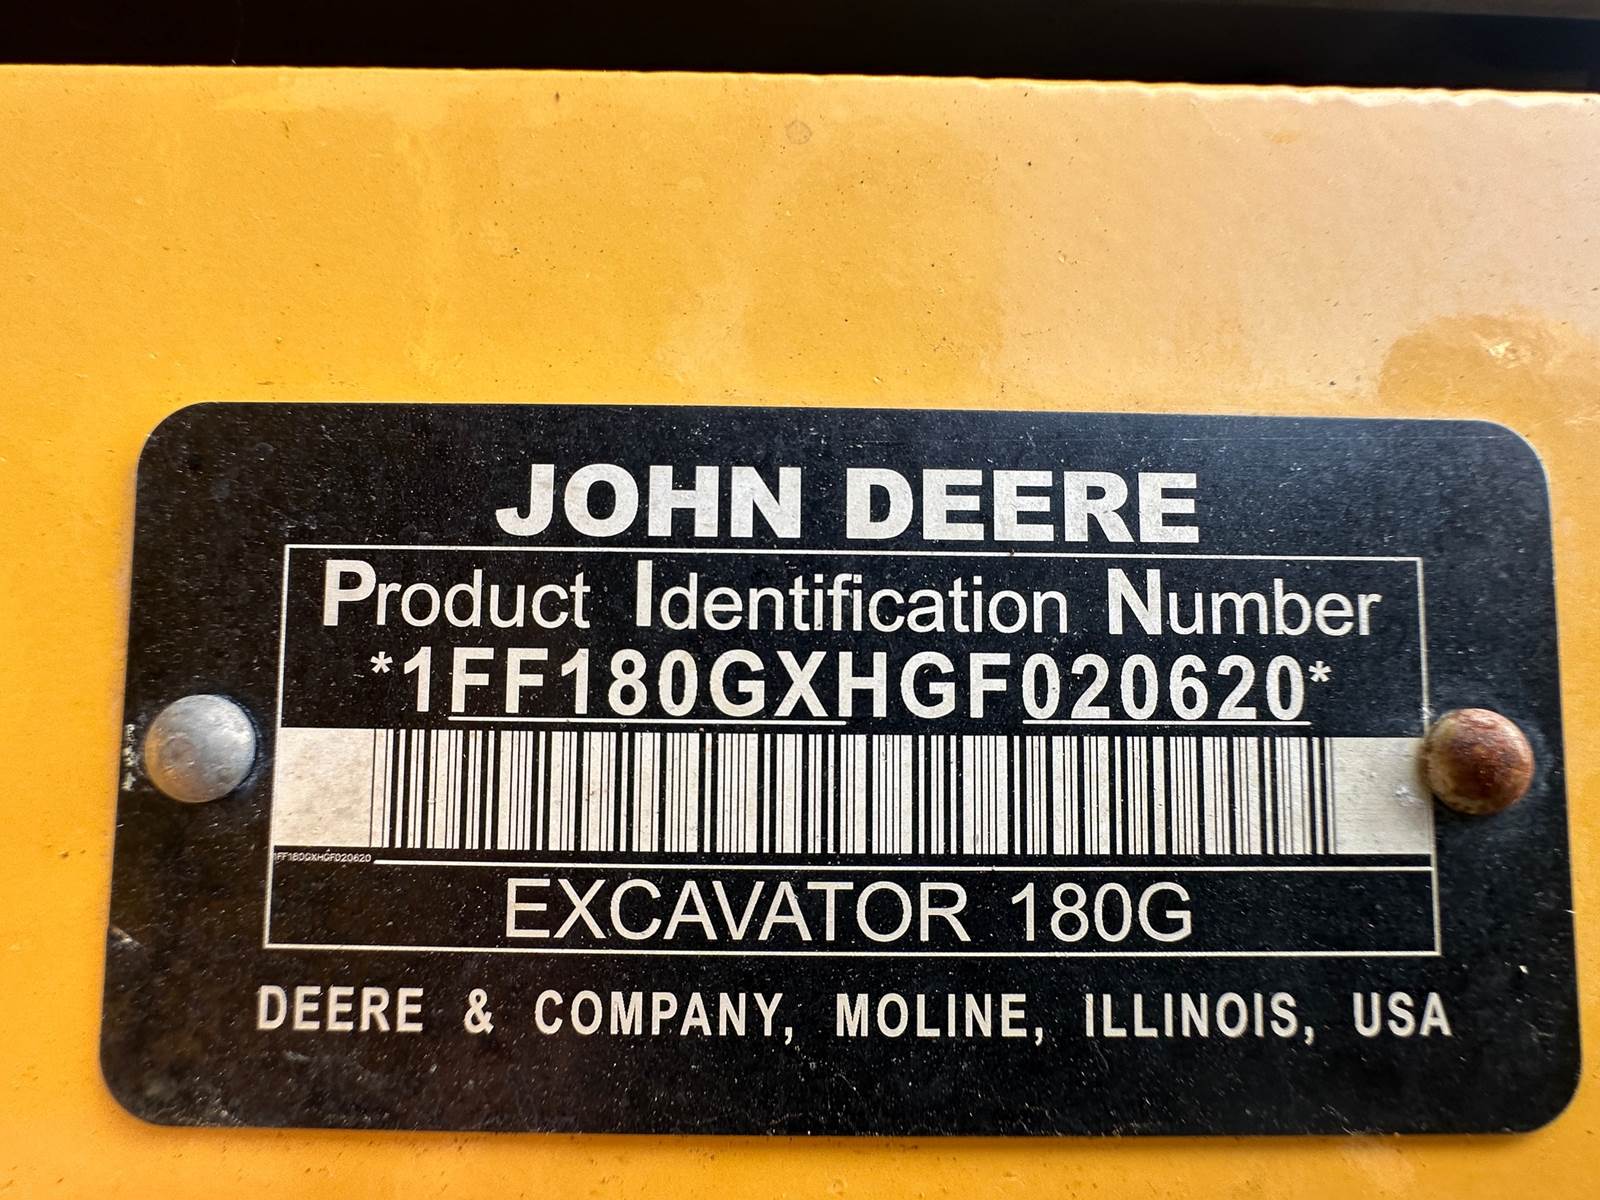 JOHN DEERE
Product Identification Number
*1FF180GXHGF020620*
1FF180GXHGF020620
EXCAVATOR 180G
DEERE & COMPANY, MOLINE, ILLINOIS, USA